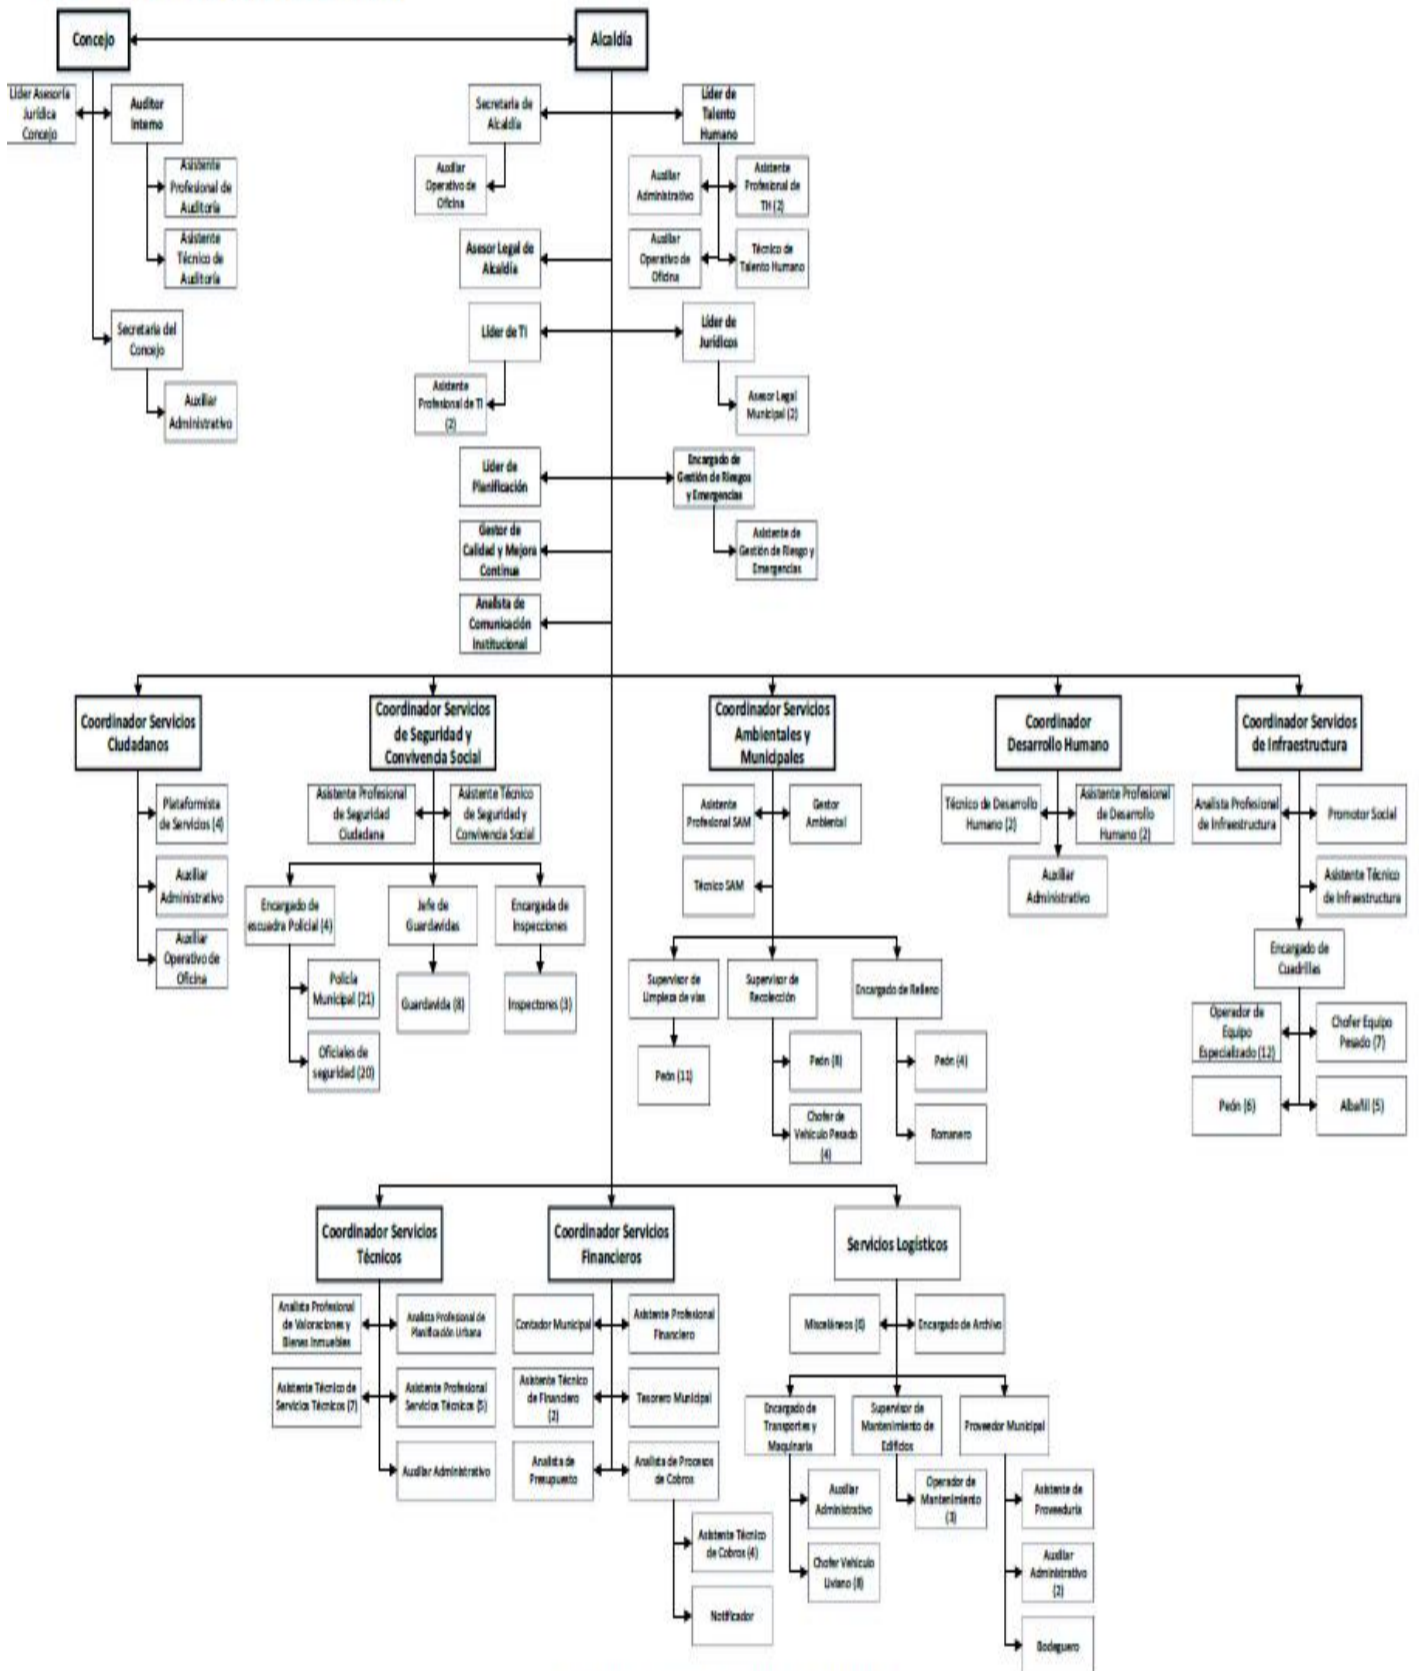 Concejo
Alcaldía
Líder Asesoría
Jurídica
Concejo
Auditor
Interno
Secretaria de
Alcaldía
Líder de
Talento
Humano
Asistente
Profesional de
Auditoría
Auxiliar
Operativo de
Oficina
Auxiliar
Administrativo
Asistente
Profesional de
TH (2)
Asistente
Técnico de
Auditoría
Asesor Legal de
Alcaldía
Auxiliar
Operativo de
Oficina
Técnico de
Talento Humano
Secretaria del
Concejo
Líder de TI
Líder de
Jurídicos
Auxiliar
Administrativo
Asistente
Profesional de TI
(2)
Asesor Legal
Municipal (2)
Líder de
Planificación
Encargado de
Gestión de Riesgos
y Emergencias
Gestor de
Calidad y Mejora
Continua
Asistente de
Gestión de Riesgo y
Emergencias
Analista de
Comunicación
Institucional
Coordinador Servicios
Ciudadanos
Coordinador Servicios
de Seguridad y
Convivencia Social
Coordinador Servicios
Ambientales y
Municipales
Coordinador
Desarrollo Humano
Coordinador Servicios
de Infraestructura
Plataformista
de Servicios (4)
Auxiliar
Administrativo
Auxiliar
Operativo de
Oficina
Asistente Profesional
de Seguridad
Ciudadana
Asistente Técnico
de Seguridad y
Convivencia Social
Encargado de
escuadra Policial (4)
Jefe de
Guardavidas
Encargada de
Inspecciones
Policía
Municipal (21)
Guardavida (8)
Inspectores (3)
Oficiales de
seguridad (20)
Asistente
Profesional SAM
Gestor
Ambiental
Técnico SAM
Supervisor de
Limpieza de vías
Supervisor de
Recolección
Encargado de Relleno
Peón (11)
Peón (8)
Peón (4)
Chofer de
Vehículo Pesado
(4)
Romanero
Técnico de Desarrollo
Humano (2)
Asistente Profesional
de Desarrollo
Humano (2)
Auxiliar
Administrativo
Analista Profesional
de Infraestructura
Promotor Social
Asistente Técnico
de Infraestructura
Encargado de
Cuadrillas
Operador de
Equipo
Especializado (12)
Chofer Equipo
Pesado (7)
Peón (6)
Albañil (5)
Coordinador Servicios
Técnicos
Coordinador Servicios
Financieros
Servicios Logísticos
Analista Profesional
de Valoraciones y
Bienes Inmuebles
Analista Profesional de
Planificación Urbana
Asistente Técnico de
Servicios Técnicos (7)
Asistente Profesional
Servicios Técnicos (5)
Auxiliar Administrativo
Contador Municipal
Asistente Profesional
Financiero
Asistente Técnico
de Financiero
(2)
Tesorero Municipal
Analista de
Presupuesto
Analista de Procesos
de Cobros
Asistente Técnico
de Cobros (4)
Notificador
Misceláneos
Encargado de Archivo
Encargado de
Transportes y
Maquinaria
Supervisor de
Mantenimiento de
Edificios
Proveedor Municipal
Auxiliar
Administrativo
Operador de
Mantenimiento
(3)
Asistente de
Proveeduría
Chofer Vehículo
Liviano (8)
Auxiliar
Administrativo
(2)
Bodeguero